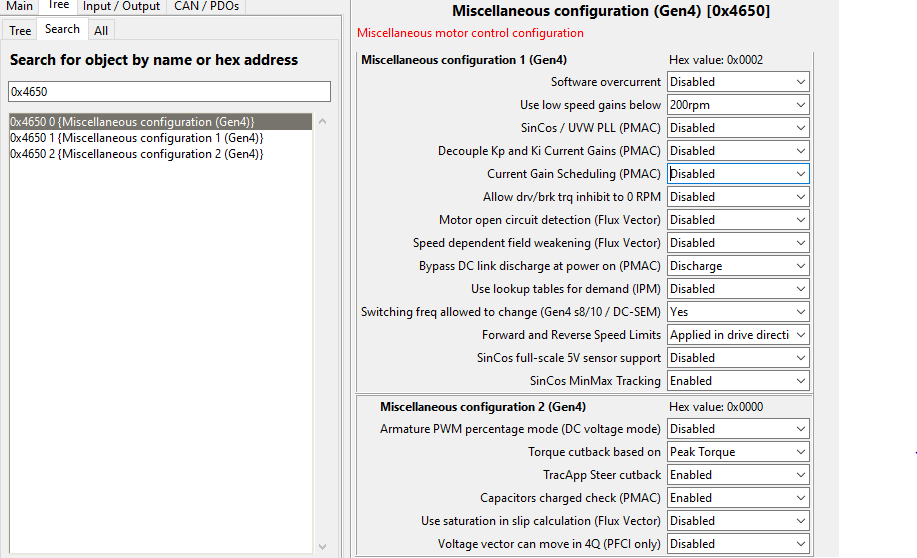 Main Tree Input / Output CAN / PDOs
Tree Search All
Search for object by name or hex address
0x4650
0x4650 0 {Miscellaneous configuration (Gen4)}
0x4650 1 {Miscellaneous configuration 1 (Gen4)}
0x4650 2 {Miscellaneous configuration 2 (Gen4)}
Miscellaneous configuration (Gen4) [0x4650]
Miscellaneous motor control configuration
Miscellaneous configuration 1 (Gen4) Hex value: 0x0002
Software overcurrent Disabled
Use low speed gains below 200rpm
SinCos / UVW PLL (PMAC) Disabled
Decouple Kp and Ki Current Gains (PMAC) Disabled
Current Gain Scheduling (PMAC) Disabled
Allow drv/brk trq inhibit to 0 RPM Disabled
Motor open circuit detection (Flux Vector) Disabled
Speed dependent field weakening (Flux Vector) Disabled
Bypass DC link discharge at power on (PMAC) Discharge
Use lookup tables for demand (IPM) Disabled
Switching freq allowed to change (Gen4 s8/10 / DC-SEM) Yes
Forward and Reverse Speed Limits Applied in drive directi
SinCos full-scale 5V sensor support Disabled
SinCos MinMax Tracking Enabled
Miscellaneous configuration 2 (Gen4) Hex value: 0x0000
Armature PWM percentage mode (DC voltage mode) Disabled
Torque cutback based on Peak Torque
TracApp Steer cutback Enabled
Capacitors charged check (PMAC) Enabled
Use saturation in slip calculation (Flux Vector) Disabled
Voltage vector can move in 4Q (PFCI only) Disabled